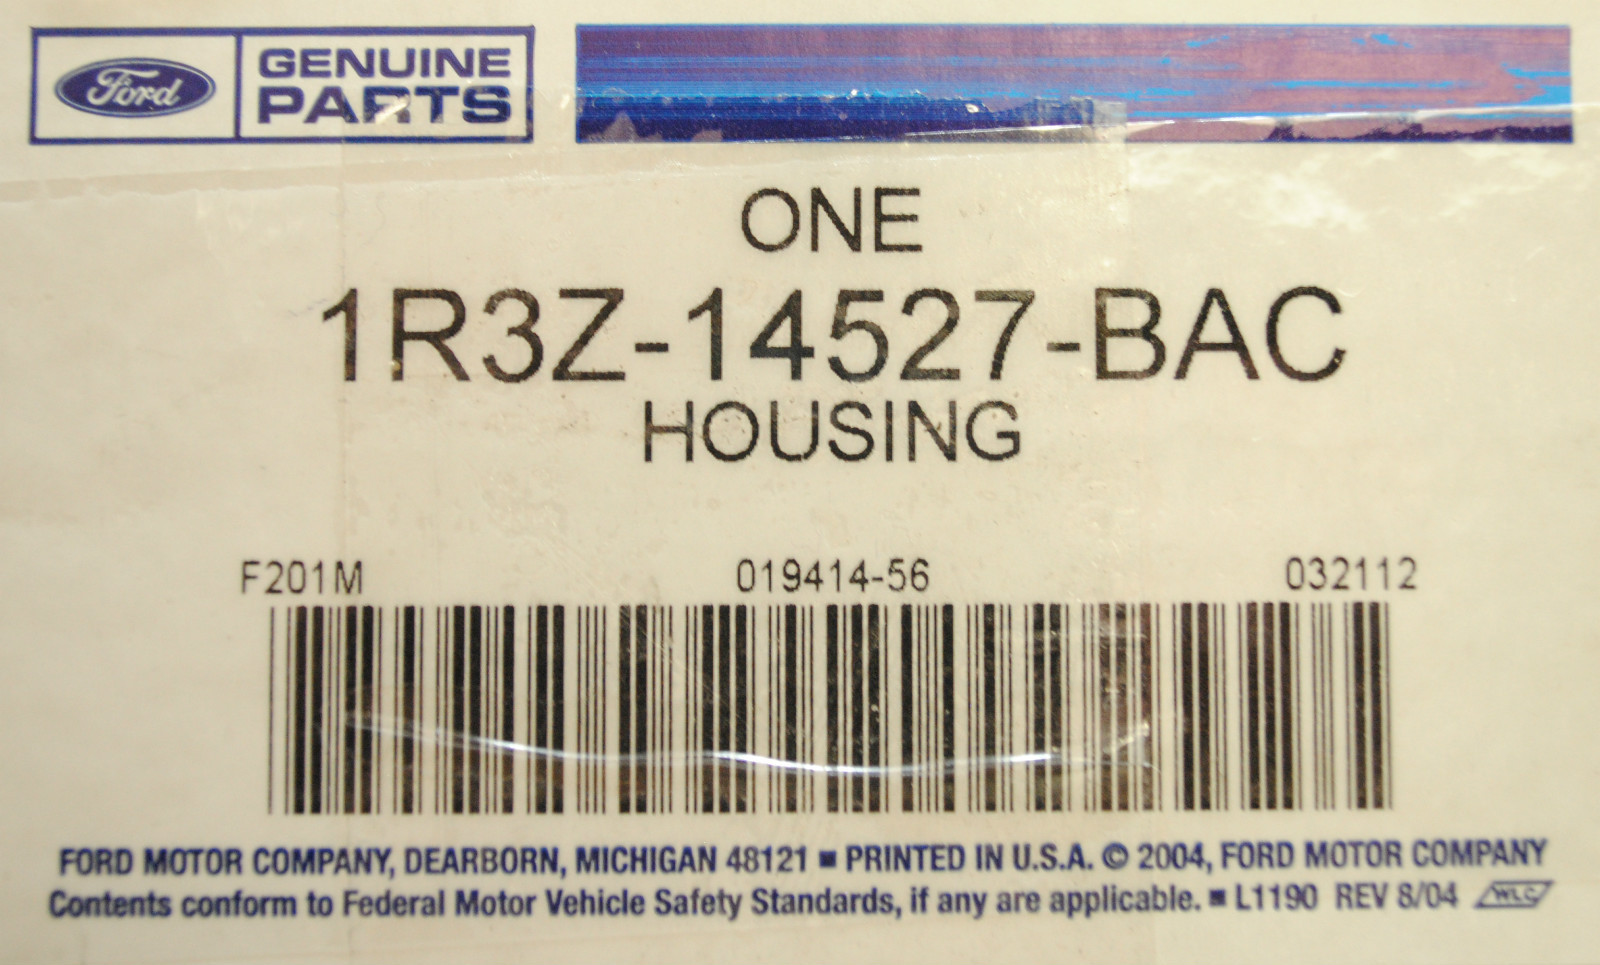 Ford
GENUINE
PARTS
ONE
1R3Z-14527-BAC
HOUSING
F201M 019414-56 032112
FORD MOTOR COMPANY, DEARBORN, MICHIGAN 48121 ■ PRINTED IN U.S.A. © 2004, FORD MOTOR COMPANY
Contents conform to Federal Motor Vehicle Safety Standards, if any are applicable. ■ L1190 REV 8/04 WLC